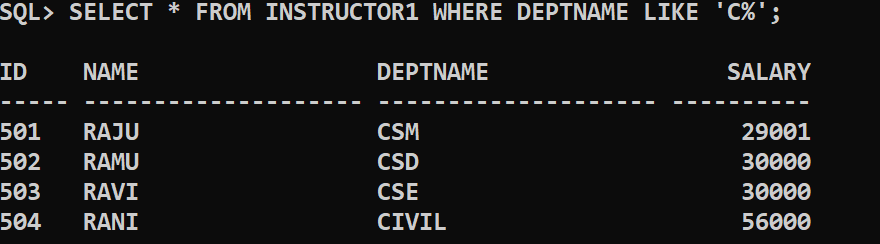 SQL> SELECT * FROM INSTRUCTOR1 WHERE DEPTNAME LIKE 'C%';
ID    NAME                 DEPTNAME                 SALARY
----- -------------------- -------------------- ----------
501   RAJU                 CSM                       29001
502   RAMU                 CSD                       30000
503   RAVI                 CSE                       30000
504   RANI                 CIVIL                     56000